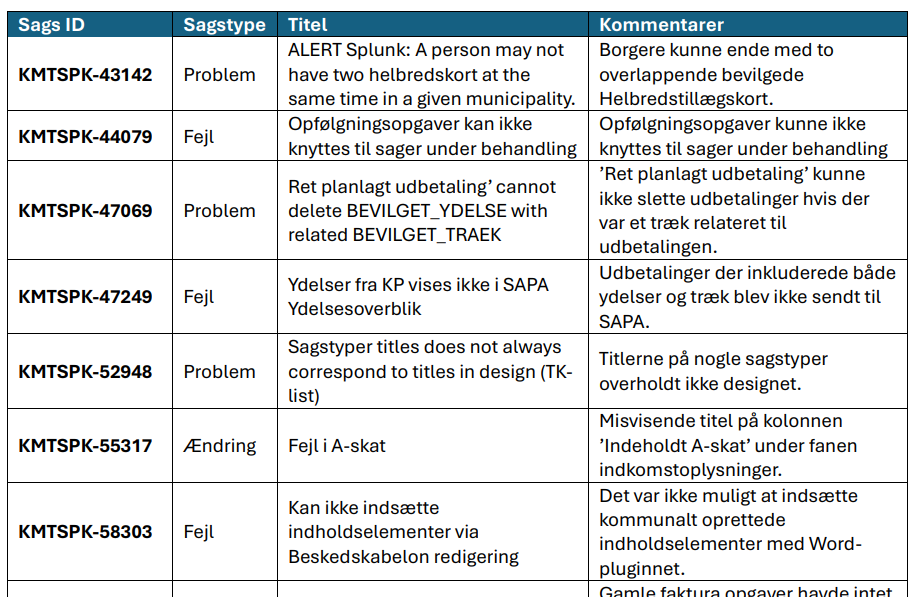 Sags ID Sagstype Titel Kommentarer
KMTSPK-43142 Problem
ALERT Splunk: A person may not
have two helbredskort at the
same time in a given municipality.
Borgere kunne ende med to
overlappende bevilgede
Helbredstillægskort.
KMTSPK-44079 Fejl
Opfølgningsopgaver kan ikke
knyttes til sager under behandling
Opfølgningsopgaver kunne ikke
knyttes til sager under behandling
KMTSPK-47069 Problem
Ret planlagt udbetaling’ cannot
delete BEVILGET_YDELSE with
related BEVILGET_TRAEK
’Ret planlagt udbetaling’ kunne
ikke slette udbetalinger hvis der
var et træk relateret til
udbetalingen.
KMTSPK-47249 Fejl
Ydelser fra KP vises ikke i SAPA
Ydelsesoverblik
Udbetalinger der inkluderede både
ydelser og træk blev ikke sendt til
SAPA.
KMTSPK-52948 Problem
Sagstyper titles does not always
correspond to titles in design (TK-
list)
Titlerne på nogle sagstyper
overholdt ikke designet.
KMTSPK-55317 Ændring
Fejl i A-skat
Misvisende titel på kolonnen
’Indeholdt A-skat’ under fanen
indkomstoplysninger.
KMTSPK-58303 Fejl
Kan ikke indsætte
indholdselementer via
Beskedskabelon redigering
Det var ikke muligt at indsætte
kommunalt oprettede
indholdselementer med Word-
pluginnet.
Gamle faktura opgaver havde intet